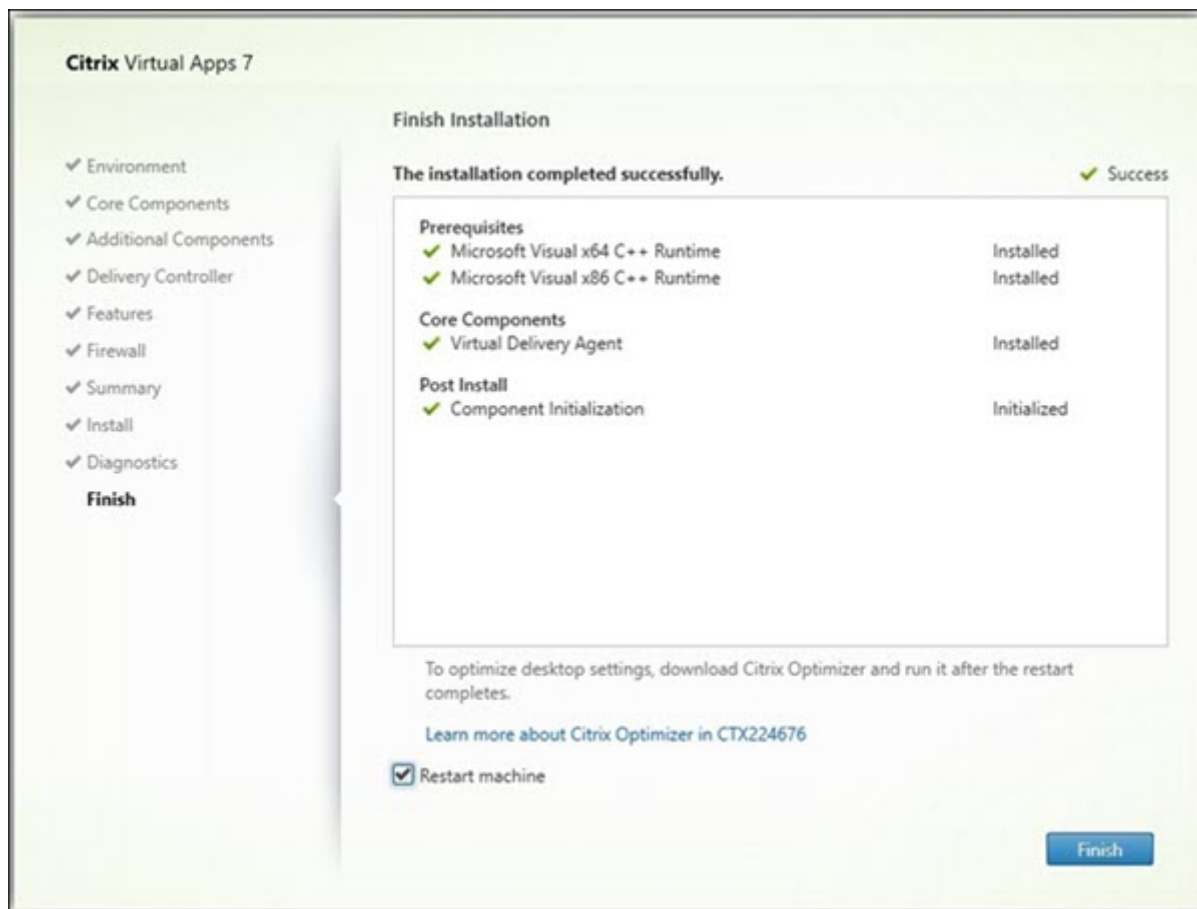 Citrix Virtual Apps 7
Environment
Core Components
Additional Components
Delivery Controller
Features
Firewall
Summary
Install
Diagnostics
Finish
Finish Installation
The installation completed successfully.
Success
Prerequisites
Microsoft Visual x64 C++ Runtime Installed
Microsoft Visual x86 C++ Runtime Installed
Core Components
Virtual Delivery Agent Installed
Post Install
Component Initialization Initialized
To optimize desktop settings, download Citrix Optimizer and run it after the restart
completes.
Learn more about Citrix Optimizer in CTX224676
Restart machine
Finish